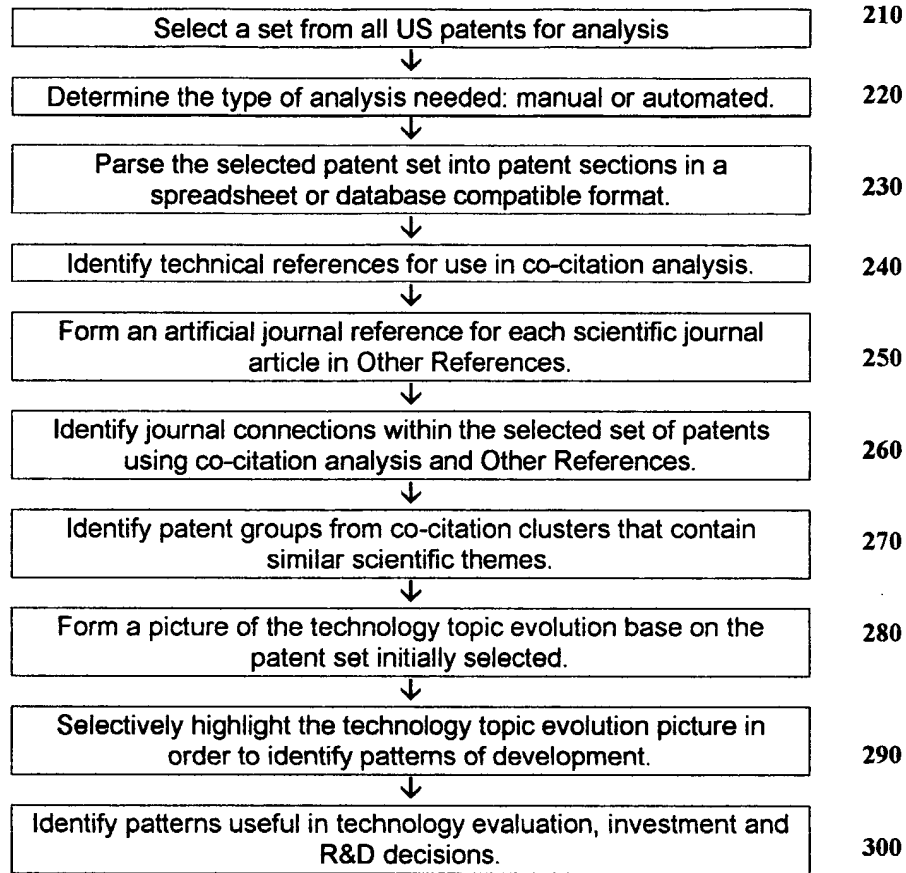 Select a set from all US patents for analysis 210
↓
Determine the type of analysis needed: manual or automated. 220
↓
Parse the selected patent set into patent sections in a
spreadsheet or database compatible format. 230
↓
Identify technical references for use in co-citation analysis. 240
↓
Form an artificial journal reference for each scientific journal
article in Other References. 250
↓
Identify journal connections within the selected set of patents
using co-citation analysis and Other References. 260
↓
Identify patent groups from co-citation clusters that contain
similar scientific themes. 270
↓
Form a picture of the technology topic evolution base on the
patent set initially selected. 280
↓
Selectively highlight the technology topic evolution picture in
order to identify patterns of development. 290
↓
Identify patterns useful in technology evaluation, investment and
R&D decisions. 300